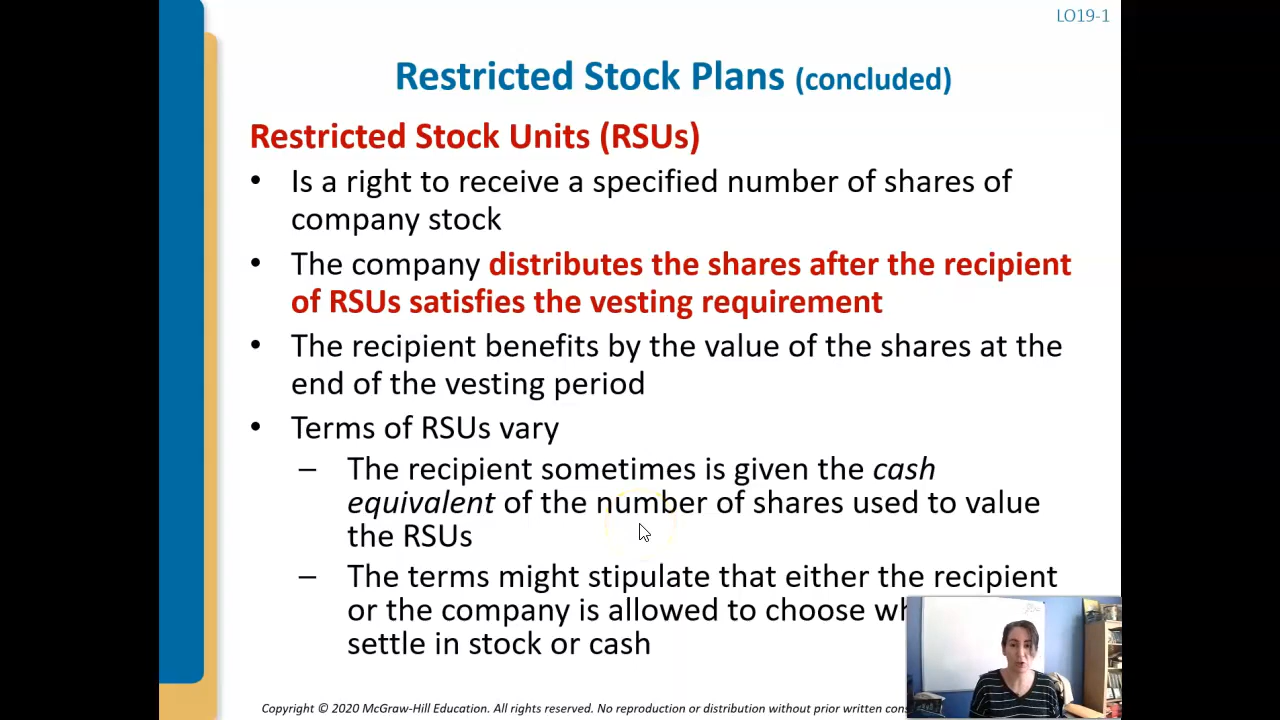 LO19-1
Restricted Stock Plans (concluded)
Restricted Stock Units (RSUs)
• Is a right to receive a specified number of shares of
company stock
• The company distributes the shares after the recipient
of RSUs satisfies the vesting requirement
• The recipient benefits by the value of the shares at the
end of the vesting period
• Terms of RSUs vary
– The recipient sometimes is given the cash
equivalent of the number of shares used to value
the RSUs
– The terms might stipulate that either the recipient
or the company is allowed to choose
settle in stock or cash
Copyright © 2020 McGraw-Hill Education. All rights reserved. No reproduction or distribution without prior written